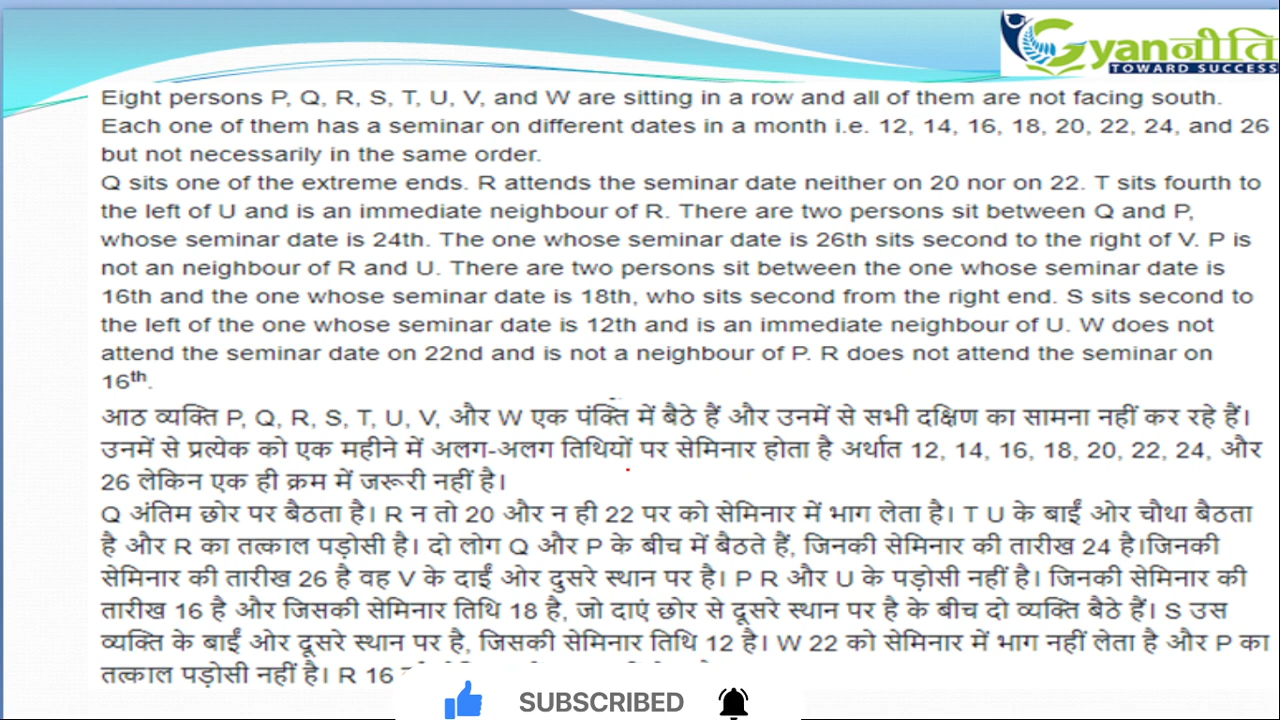 Gyanनीति
TOWARD SUCCESS
Eight persons P, Q, R, S, T, U, V, and W are sitting in a row and all of them are not facing south.
Each one of them has a seminar on different dates in a month i.e. 12, 14, 16, 18, 20, 22, 24, and 26
but not necessarily in the same order.
Q sits one of the extreme ends. R attends the seminar date neither on 20 nor on 22. T sits fourth to
the left of U and is an immediate neighbour of R. There are two persons sit between Q and P,
whose seminar date is 24th. The one whose seminar date is 26th sits second to the right of V. P is
not an neighbour of R and U. There are two persons sit between the one whose seminar date is
16th and the one whose seminar date is 18th, who sits second from the right end. S sits second to
the left of the one whose seminar date is 12th and is an immediate neighbour of U. W does not
attend the seminar date on 22nd and is not a neighbour of P. R does not attend the seminar on
16th.
आठ व्यक्ति P, Q, R, S, T, U, V, और W एक पंक्ति में बैठे हैं और उनमें से सभी दक्षिण का सामना नहीं कर रहे हैं।
उनमें से प्रत्येक को एक महीने में अलग-अलग तिथियों पर सेमिनार होता है अर्थात 12, 14, 16, 18, 20, 22, 24, और
26 लेकिन एक ही क्रम में जरूरी नहीं है।
Q अंतिम छोर पर बैठता है। R न तो 20 और न ही 22 पर को सेमिनार में भाग लेता है। T U के बाईं ओर चौथा बैठता
है और R का तत्काल पड़ोसी है। दो लोग Q और P के बीच में बैठते हैं, जिनकी सेमिनार की तारीख 24 है।जिनकी
सेमिनार की तारीख 26 है वह V के दाईं ओर दुसरे स्थान पर है। P R और U के पड़ोसी नहीं है। जिनकी सेमिनार की
तारीख 16 है और जिसकी सेमिनार तिथि 18 है, जो दाएं छोर से दूसरे स्थान पर है के बीच दो व्यक्ति बैठे हैं। S उस
व्यक्ति के बाईं ओर दूसरे स्थान पर है, जिसकी सेमिनार तिथि 12 है। W 22 को सेमिनार में भाग नहीं लेता है और P का
तत्काल पड़ोसी नहीं है। R 16
SUBSCRIBED